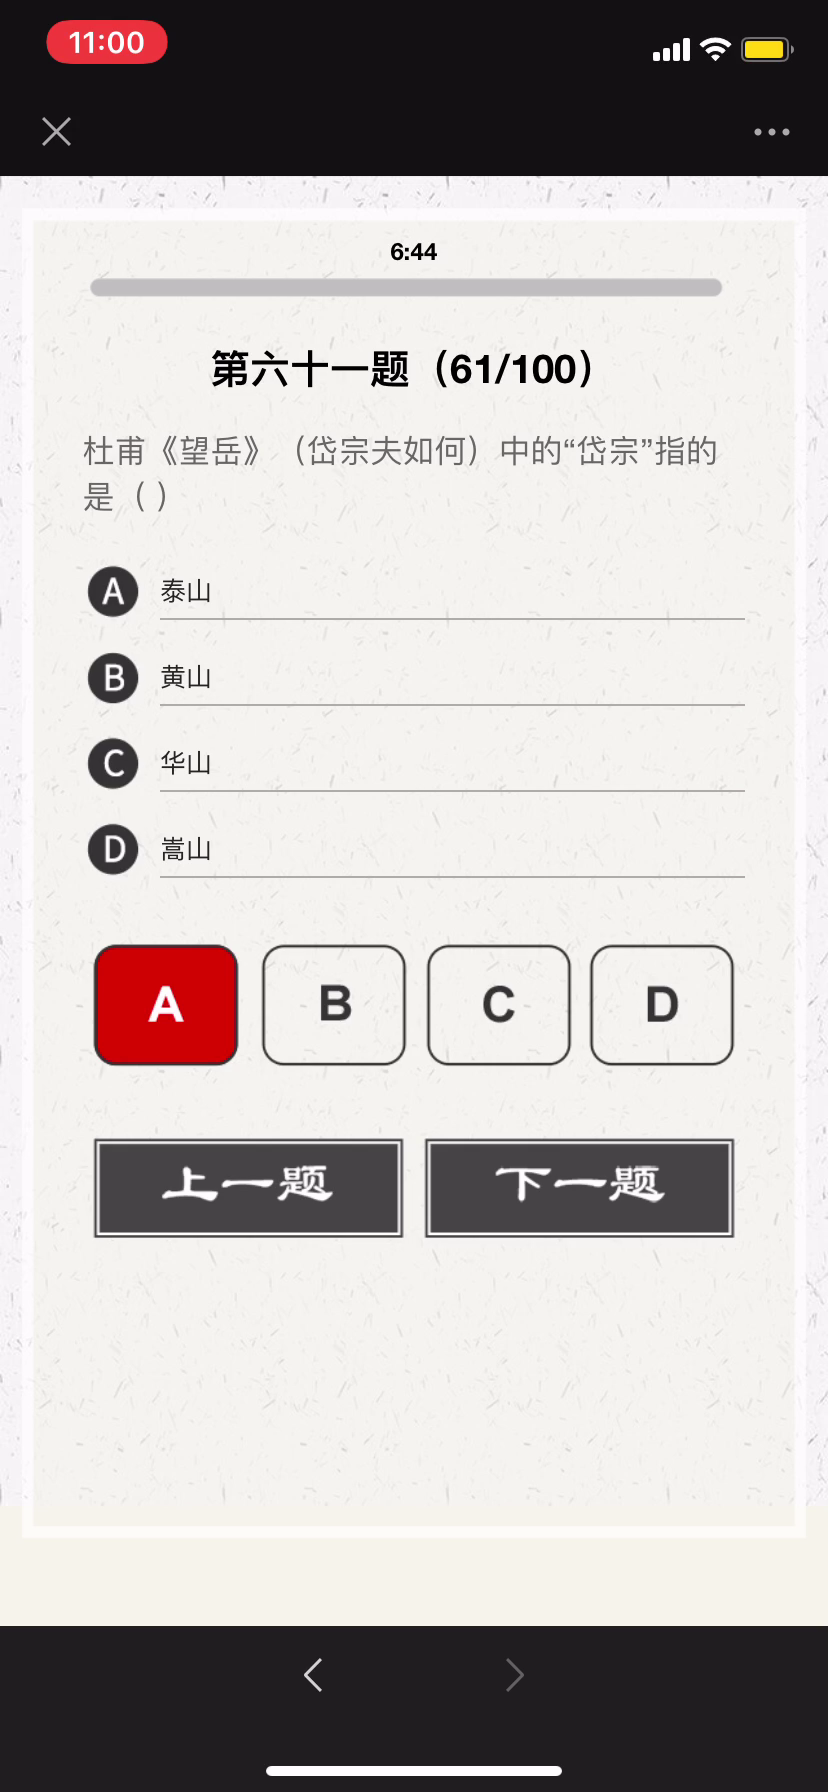 11:00
6:44
第六十一题（61/100）
杜甫《望岳》（岱宗夫如何）中的“岱宗”指的
是（ ）
A 泰山
B 黄山
C 华山
D 嵩山
A B C D
上一题 下一题